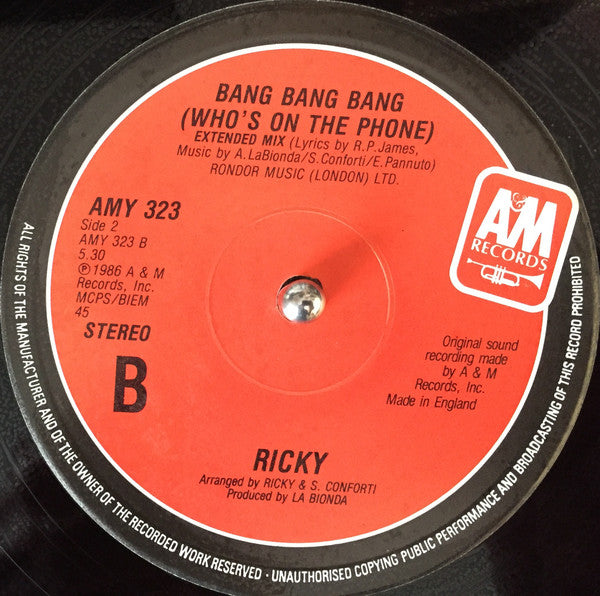 BANG BANG BANG
(WHO'S ON THE PHONE)
EXTENDED MIX (Lyrics by R.P.James,
Music by A.LaBionda/S.Conforti/E.Pannuto)
RONDOR MUSIC (LONDON) LTD.
AMY 323
Side 2
AMY 323 B
5.30
℗1986 A & M
Records, Inc.
MCPS/BIEM
45
STEREO
B
A&M
RECORDS
Original sound
recording made
by A & M
Records, Inc.
Made in England
RICKY
Arranged by RICKY & S. CONFORTI
Produced by LA BIONDA
ALL RIGHTS OF THE MANUFACTURER AND OF THE OWNER OF THE RECORDED WORK RESERVED · UNAUTHORISED COPYING PUBLIC PERFORMANCE AND BROADCASTING OF THIS RECORD PROHIBITED